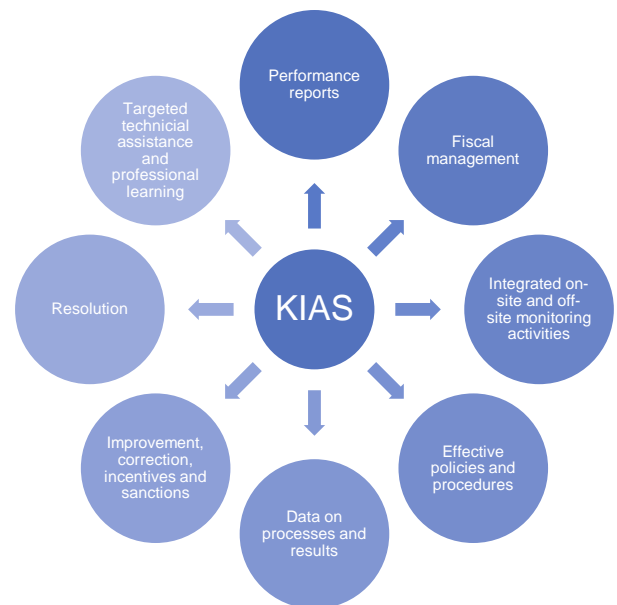 Performance
reports
Fiscal
management
Integrated on-
site and off-
site monitoring
activities
Effective
policies and
procedures
Data on
processes and
results
Improvement,
correction,
incentives and
sanctions
Resolution
Targeted
technicial
assistance
and
professional
learning
KIAS